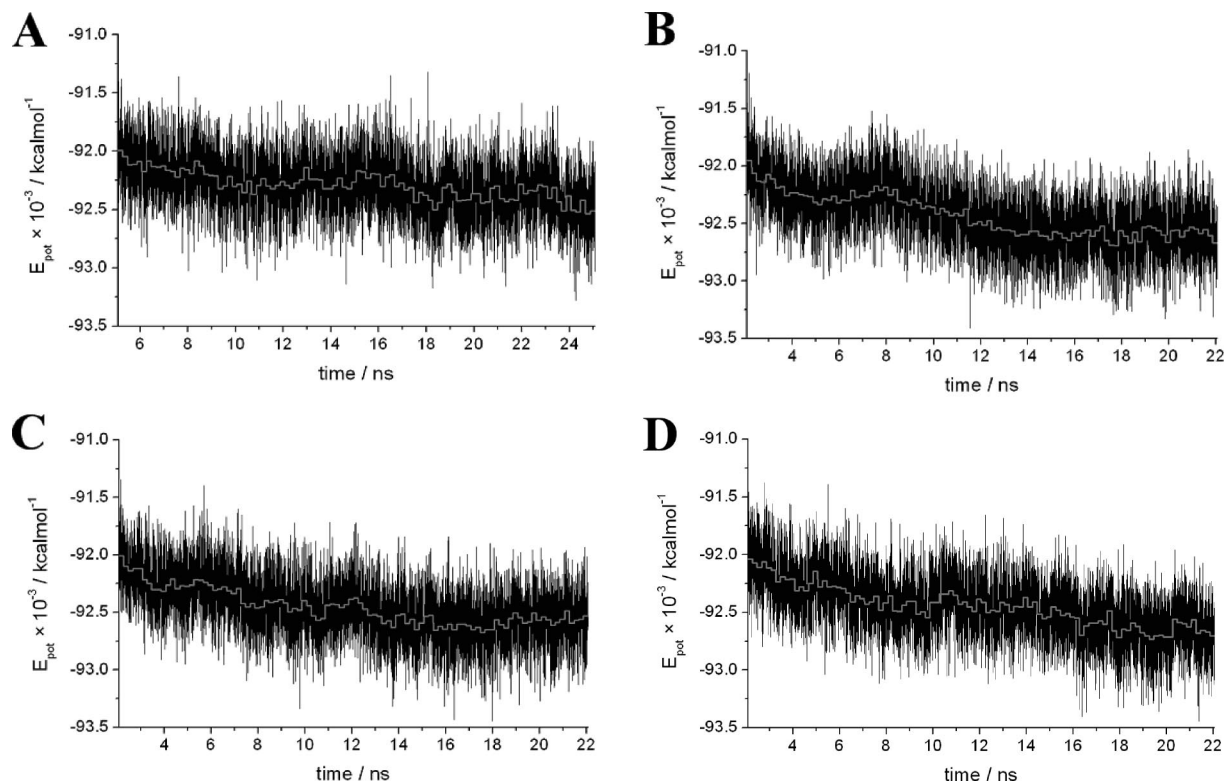 A
-91.0
-91.5
-92.0
-92.5
-93.0
-93.5
E_pot × 10⁻³ / kcalmol⁻¹
6 8 10 12 14 16 18 20 22 24
time / ns
B
-91.0
-91.5
-92.0
-92.5
-93.0
-93.5
E_pot × 10⁻³ / kcalmol⁻¹
4 6 8 10 12 14 16 18 20 22
time / ns
C
-91.0
-91.5
-92.0
-92.5
-93.0
-93.5
E_pot × 10⁻³ / kcalmol⁻¹
4 6 8 10 12 14 16 18 20 22
time / ns
D
-91.0
-91.5
-92.0
-92.5
-93.0
-93.5
E_pot × 10⁻³ / kcalmol⁻¹
4 6 8 10 12 14 16 18 20 22
time / ns